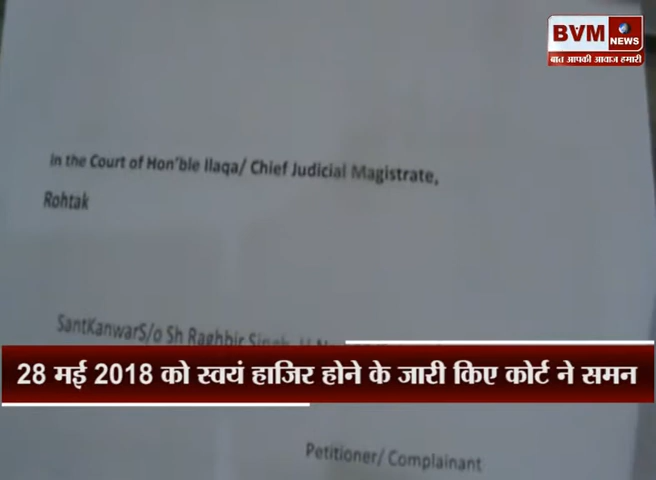 BVM
NEWS
बात आपकी आवाज हमारी
In the Court of Hon'ble Ilaqa/ Chief Judicial Magistrate,
Rohtak
SantKanwarS/o Sh Raghbir Singh
28 मई 2018 को स्वयं हाजिर होने के जारी किए कोर्ट ने समन
Petitioner/ Complainant